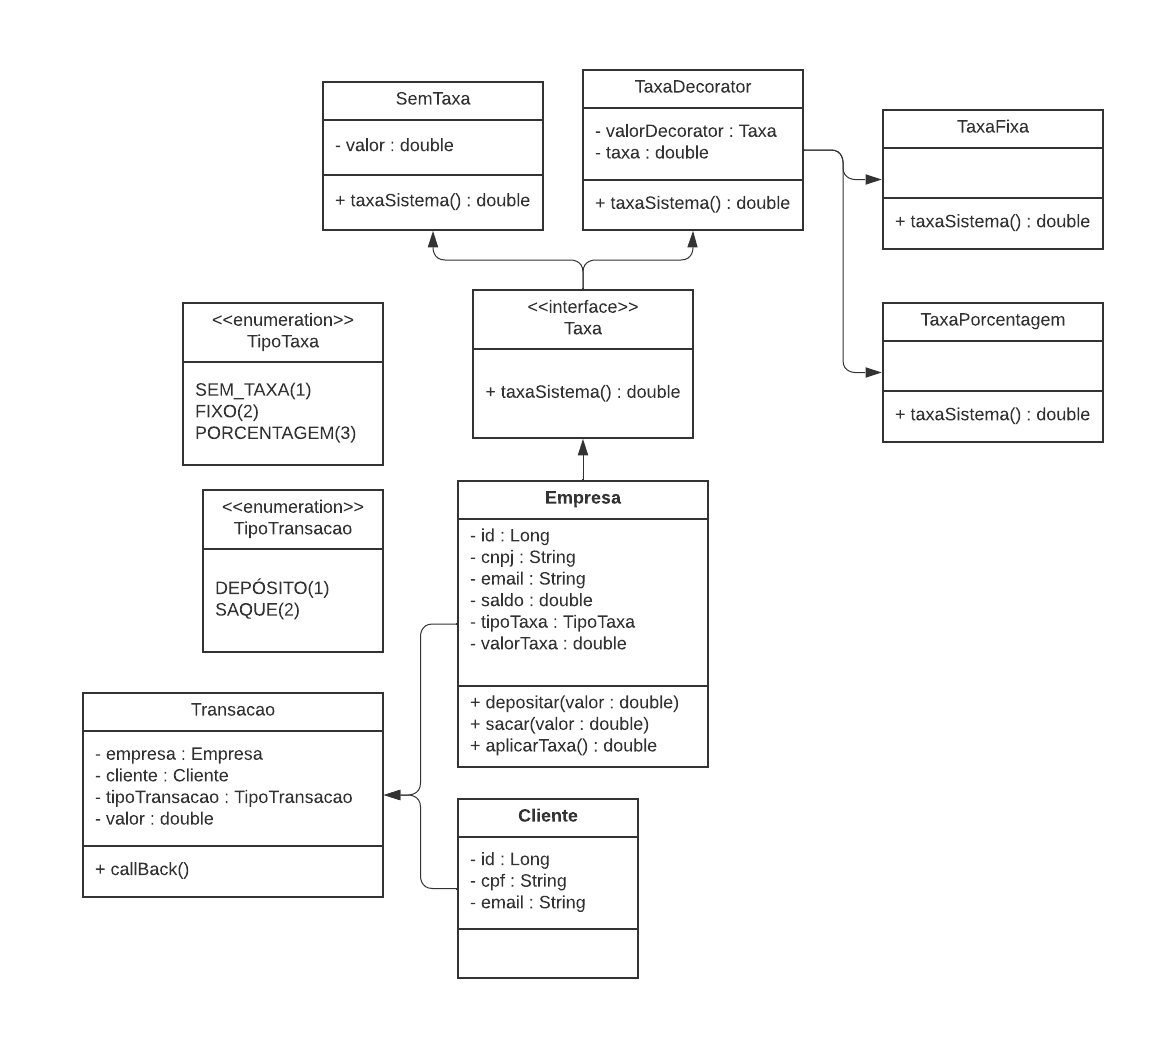 SemTaxa
- valor : double
+ taxaSistema() : double
TaxaDecorator
- valorDecorator : Taxa
- taxa : double
+ taxaSistema() : double
TaxaFixa
+ taxaSistema() : double
<<enumeration>>
TipoTaxa
SEM_TAXA(1)
FIXO(2)
PORCENTAGEM(3)
<<interface>>
Taxa
+ taxaSistema() : double
TaxaPorcentagem
+ taxaSistema() : double
<<enumeration>>
TipoTransacao
DEPÓSITO(1)
SAQUE(2)
Empresa
- id : Long
- cnpj : String
- email : String
- saldo : double
- tipoTaxa : TipoTaxa
- valorTaxa : double
+ depositar(valor : double)
+ sacar(valor : double)
+ aplicarTaxa() : double
Transacao
- empresa : Empresa
- cliente : Cliente
- tipoTransacao : TipoTransacao
- valor : double
+ callBack()
Cliente
- id : Long
- cpf : String
- email : String